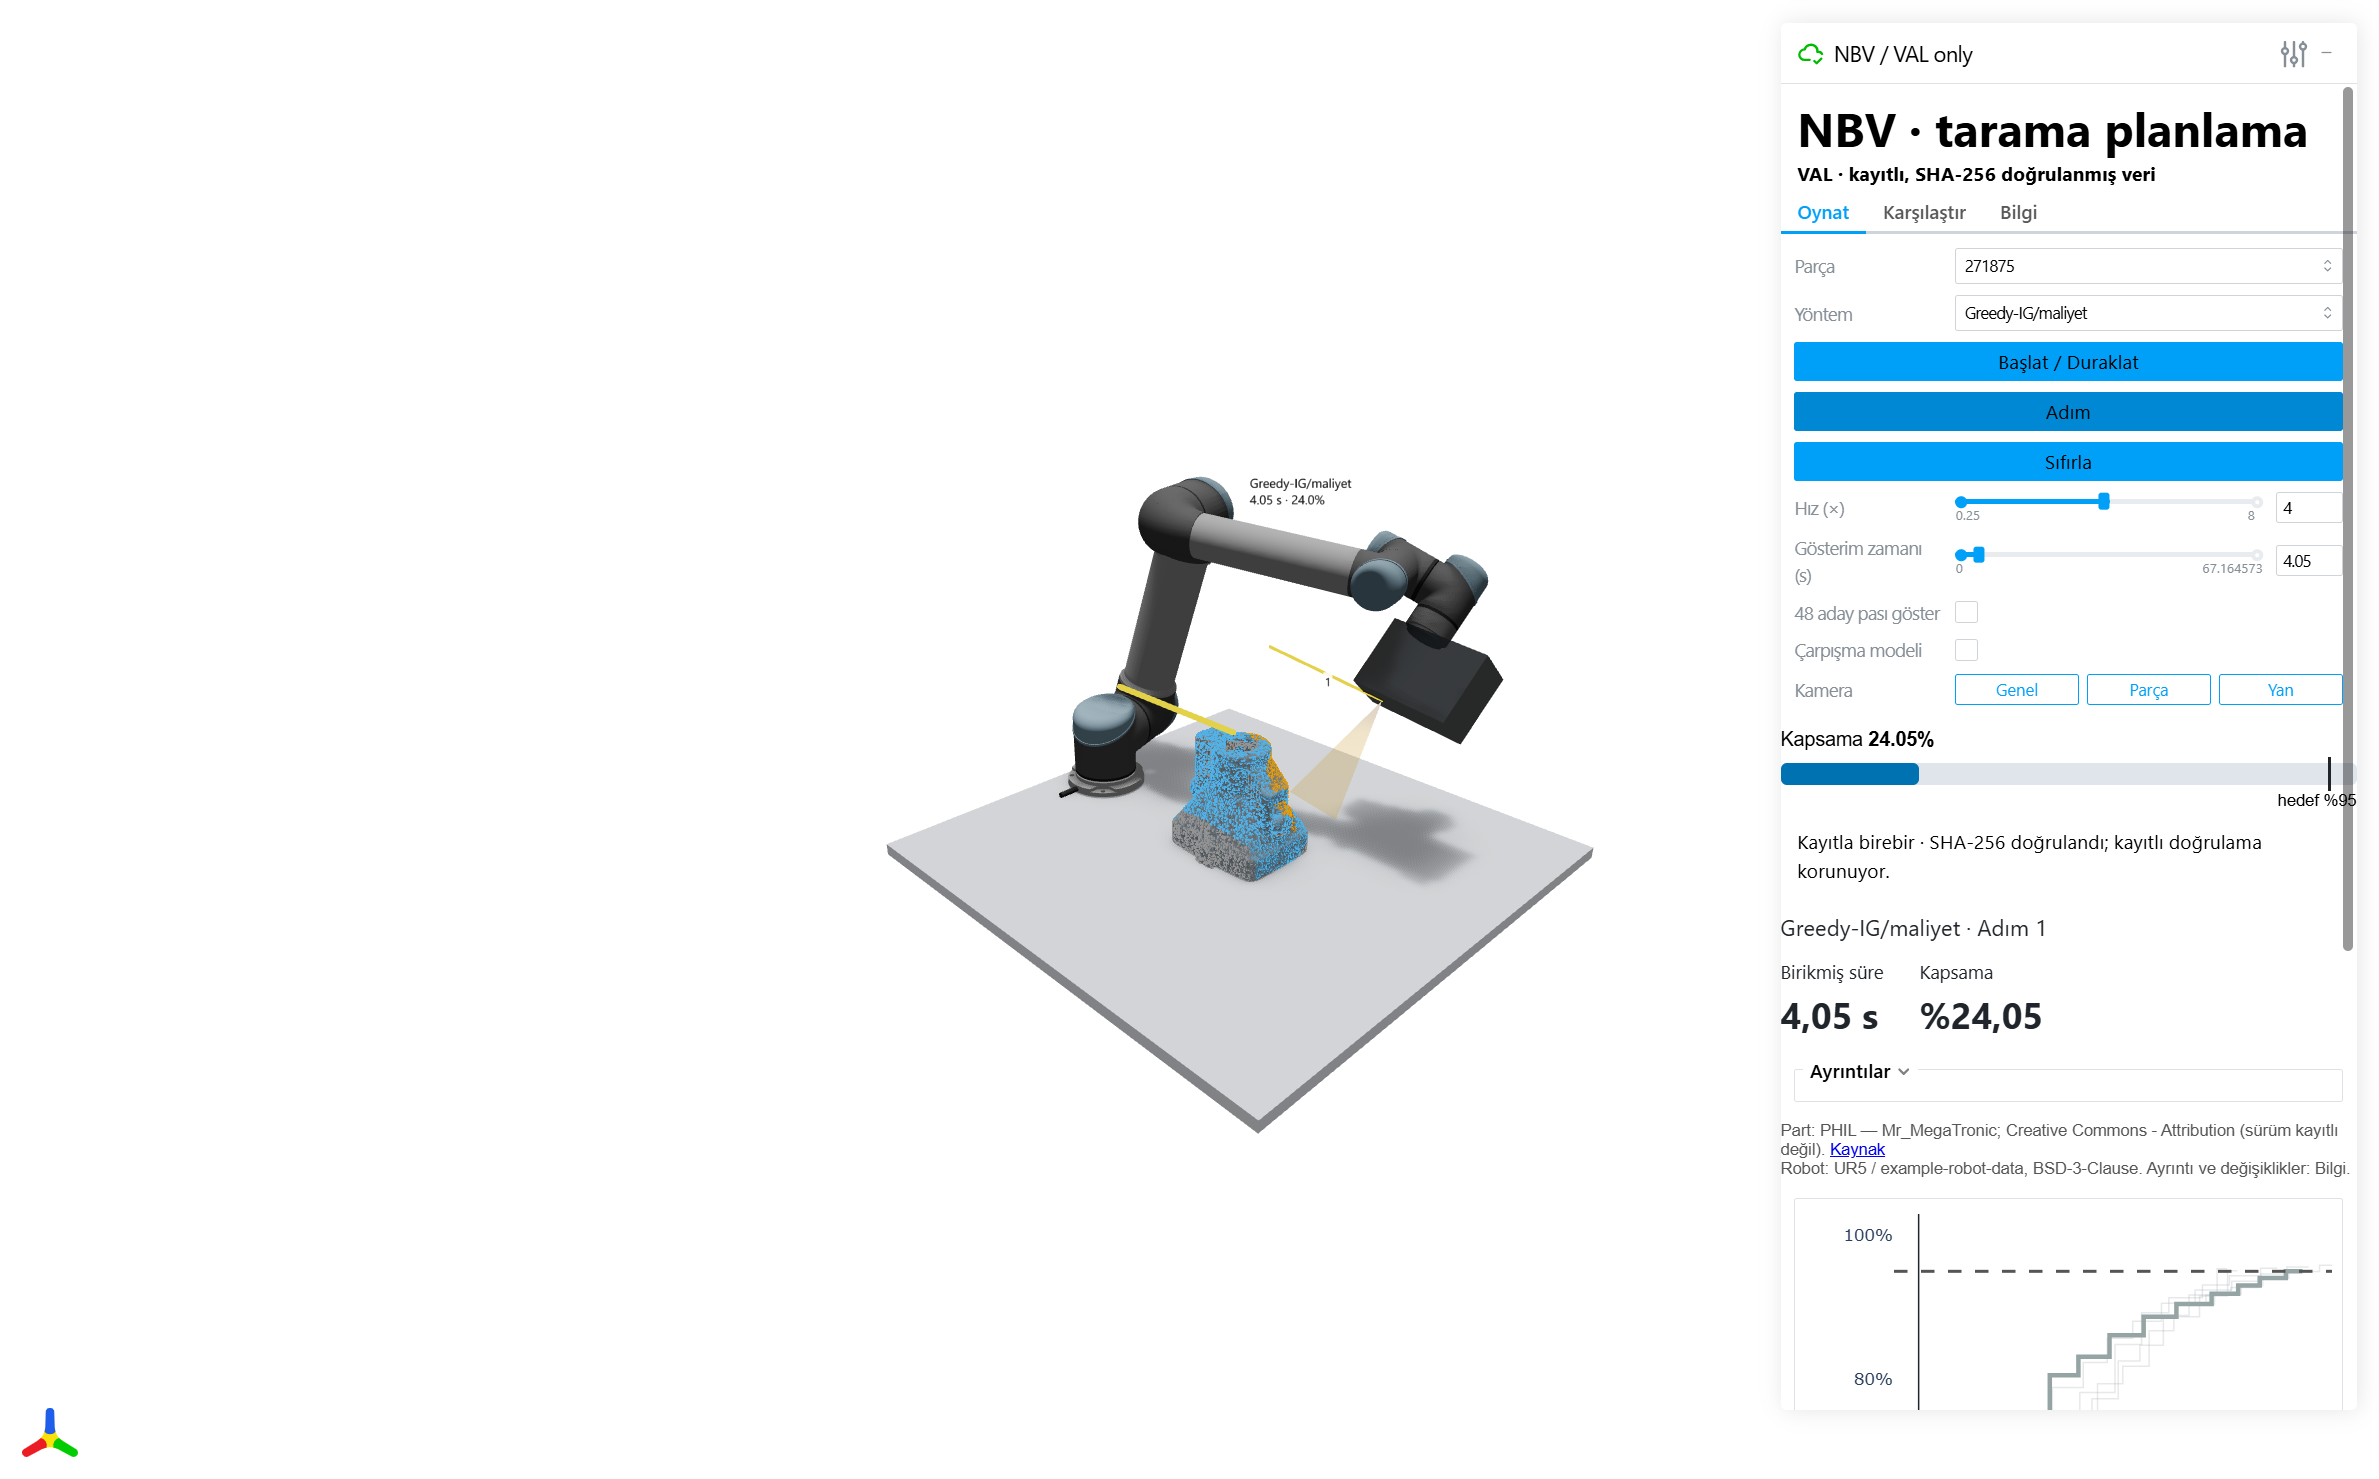 NBV / VAL only
NBV · tarama planlama
VAL · kayıtlı, SHA-256 doğrulanmış veri
Oynat Karşılaştır Bilgi
Parça 271875
Yöntem Greedy-IG/maliyet
Başlat / Duraklat
Adım
Sıfırla
Hız (×) 4
0.25 8
Gösterim zamanı
(s) 4.05
0 67.164573
48 aday pası göster
Çarpışma modeli
Kamera Genel Parça Yan
Kapsama 24.05%
hedef %95
Kayıtla birebir · SHA-256 doğrulandı; kayıtlı doğrulama
korunuyor.
Greedy-IG/maliyet · Adım 1
Birikmiş süre Kapsama
4,05 s %24,05
Ayrıntılar
Part: PHIL — Mr_MegaTronic; Creative Commons - Attribution (sürüm kayıtlı
değil). Kaynak
Robot: UR5 / example-robot-data, BSD-3-Clause. Ayrıntı ve değişiklikler: Bilgi.
100%
80%
Greedy-IG/maliyet
4.05 s · 24.0%
1